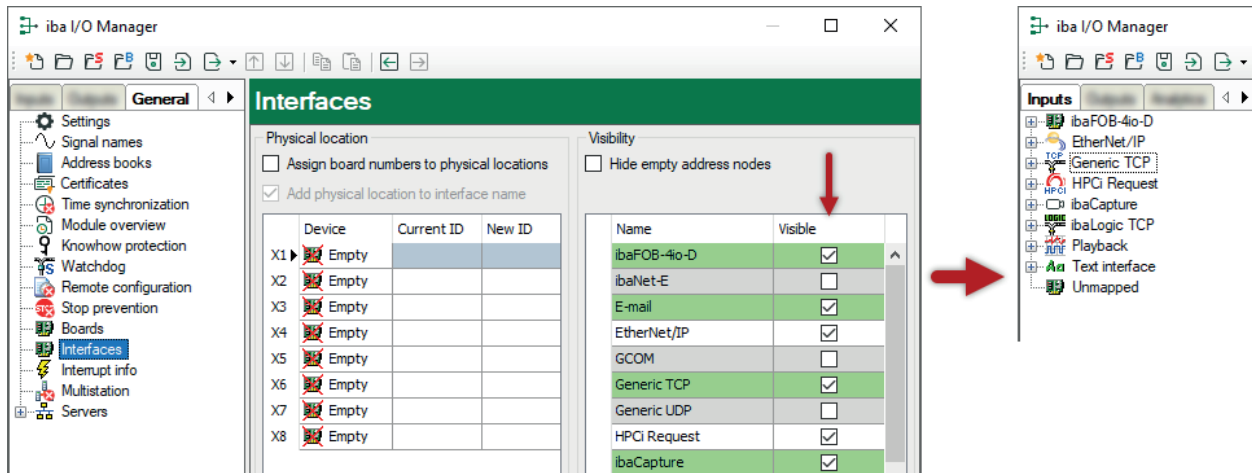 iba I/O Manager
General
Settings
Signal names
Address books
Certificates
Time synchronization
Module overview
Knowhow protection
Watchdog
Remote configuration
Stop prevention
Boards
Interfaces
Interrupt info
Multistation
Servers
Interfaces
Physical location
Assign board numbers to physical locations
Add physical location to interface name
Device Current ID New ID
X1 Empty
X2 Empty
X3 Empty
X4 Empty
X5 Empty
X6 Empty
X7 Empty
X8 Empty
Visibility
Hide empty address nodes
Name Visible
ibaFOB-4io-D
ibaNet-E
E-mail
EtherNet/IP
GCOM
Generic TCP
Generic UDP
HPCi Request
ibaCapture
iba I/O Manager
Inputs
ibaFOB-4io-D
EtherNet/IP
TCP Generic TCP
HPCi HPCi Request
ibaCapture
LOGIC ibaLogic TCP
Playback
Aa Text interface
Unmapped